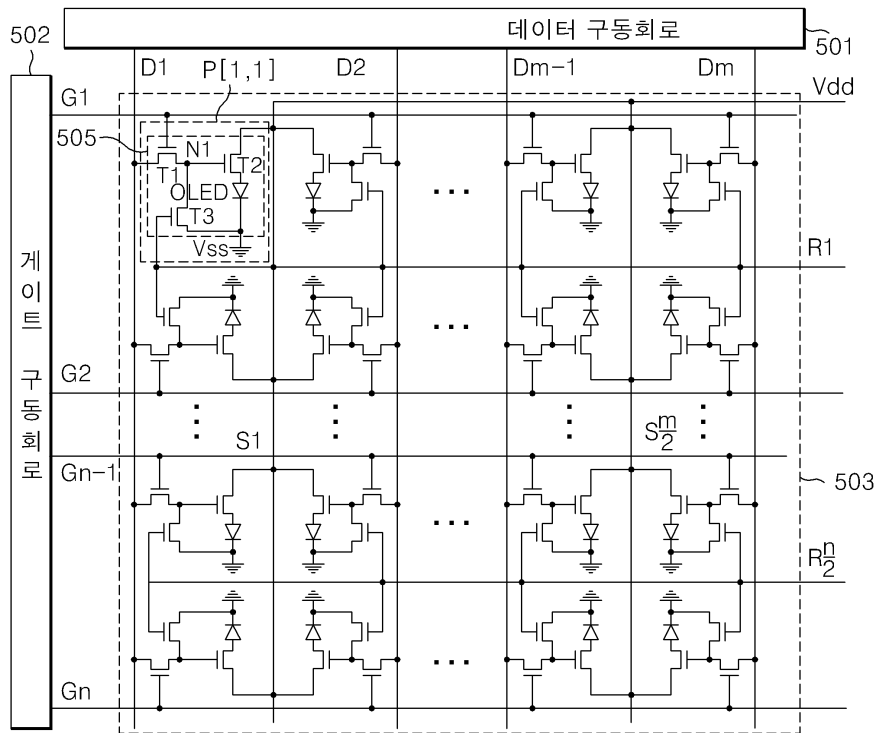 502
데이터 구동회로
501
D1
P[1,1]
D2
Dm-1
Dm
Vdd
G1
505
N1
T1
T2
OLED
T3
Vss
R1
게이트 구동회로
G2
S1
Sm/2
Gn-1
503
Rn/2
Gn